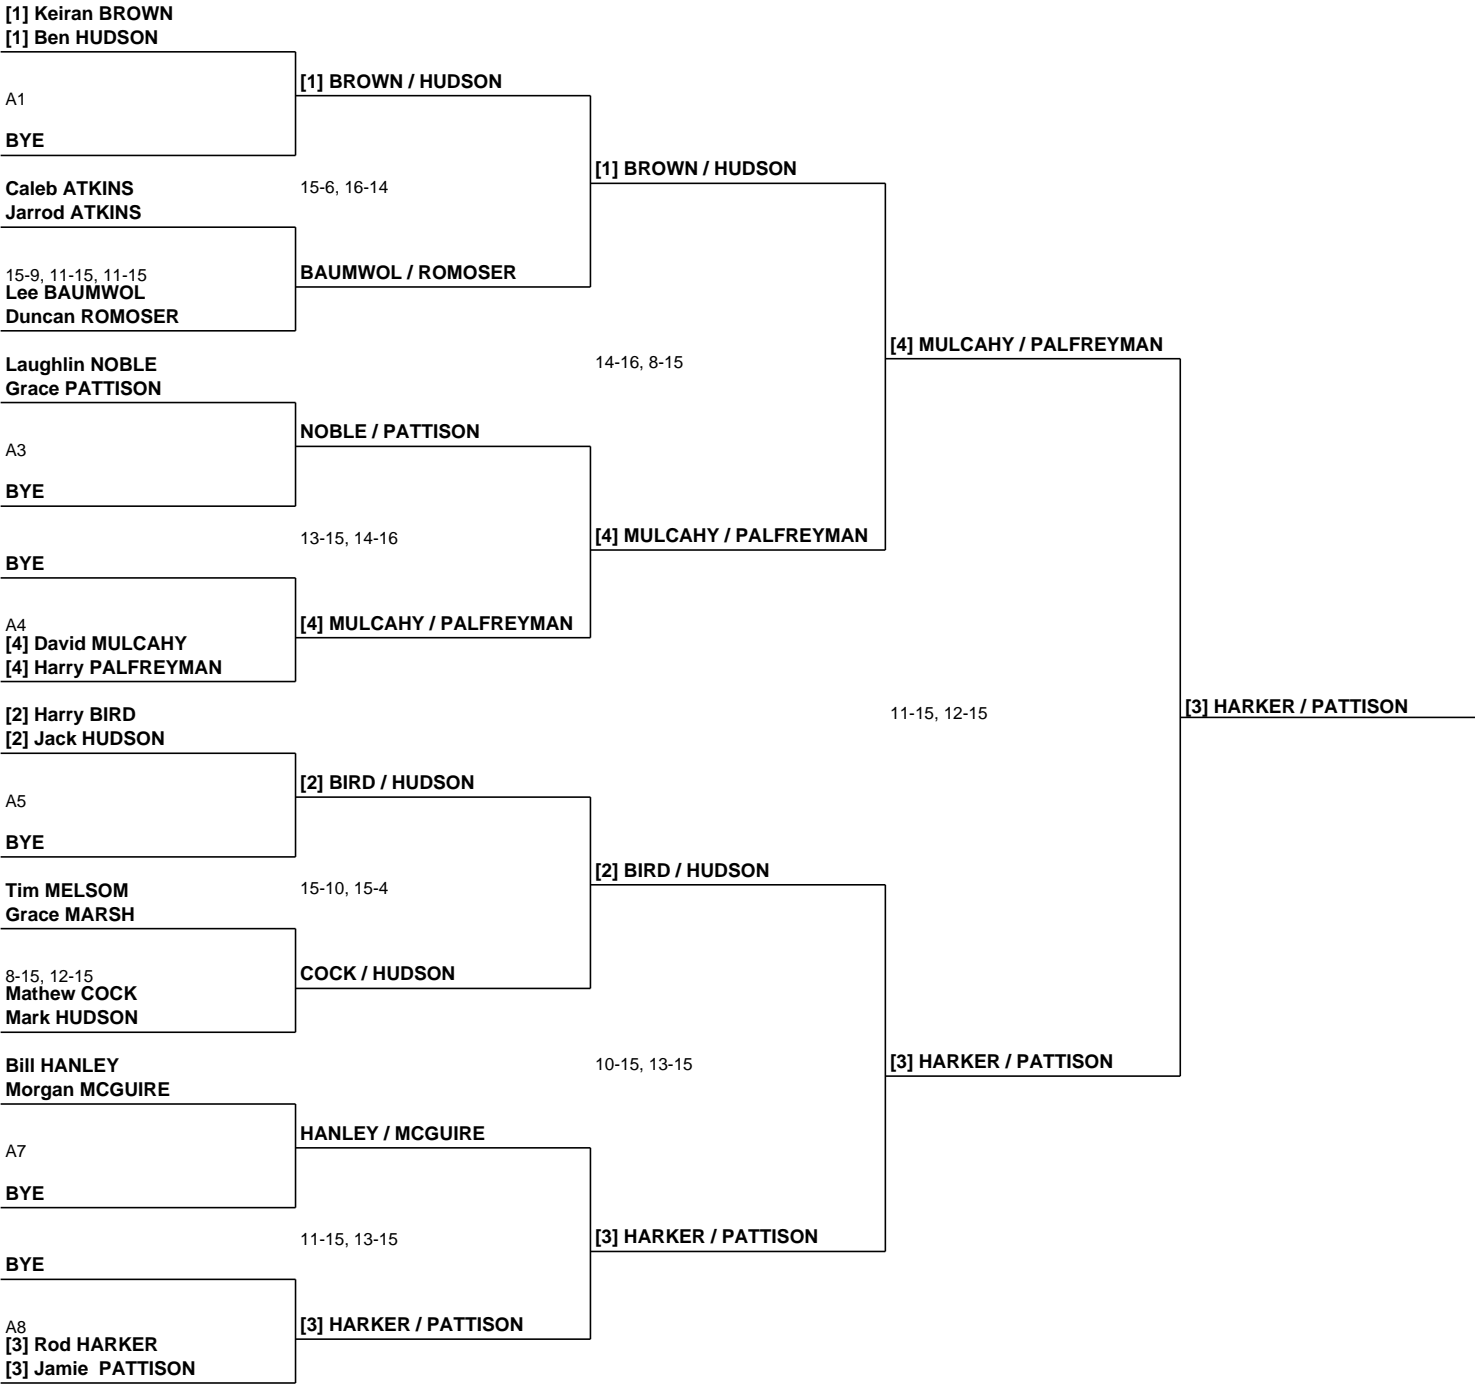 [1] Keiran BROWN
[1] Ben HUDSON
[1] BROWN / HUDSON
A1
BYE
[1] BROWN / HUDSON
Caleb ATKINS
15-6, 16-14
Jarrod ATKINS
15-9, 11-15, 11-15
BAUMWOL / ROMOSER
Lee BAUMWOL
Duncan ROMOSER
[4] MULCAHY / PALFREYMAN
Laughlin NOBLE
14-16, 8-15
Grace PATTISON
NOBLE / PATTISON
A3
BYE
13-15, 14-16
[4] MULCAHY / PALFREYMAN
BYE
A4
[4] MULCAHY / PALFREYMAN
[4] David MULCAHY
[4] Harry PALFREYMAN
[2] Harry BIRD
11-15, 12-15
[3] HARKER / PATTISON
[2] Jack HUDSON
[2] BIRD / HUDSON
A5
BYE
[2] BIRD / HUDSON
Tim MELSOM
15-10, 15-4
Grace MARSH
8-15, 12-15
COCK / HUDSON
Mathew COCK
Mark HUDSON
Bill HANLEY
10-15, 13-15
[3] HARKER / PATTISON
Morgan MCGUIRE
HANLEY / MCGUIRE
A7
BYE
11-15, 13-15
[3] HARKER / PATTISON
BYE
A8
[3] HARKER / PATTISON
[3] Rod HARKER
[3] Jamie  PATTISON